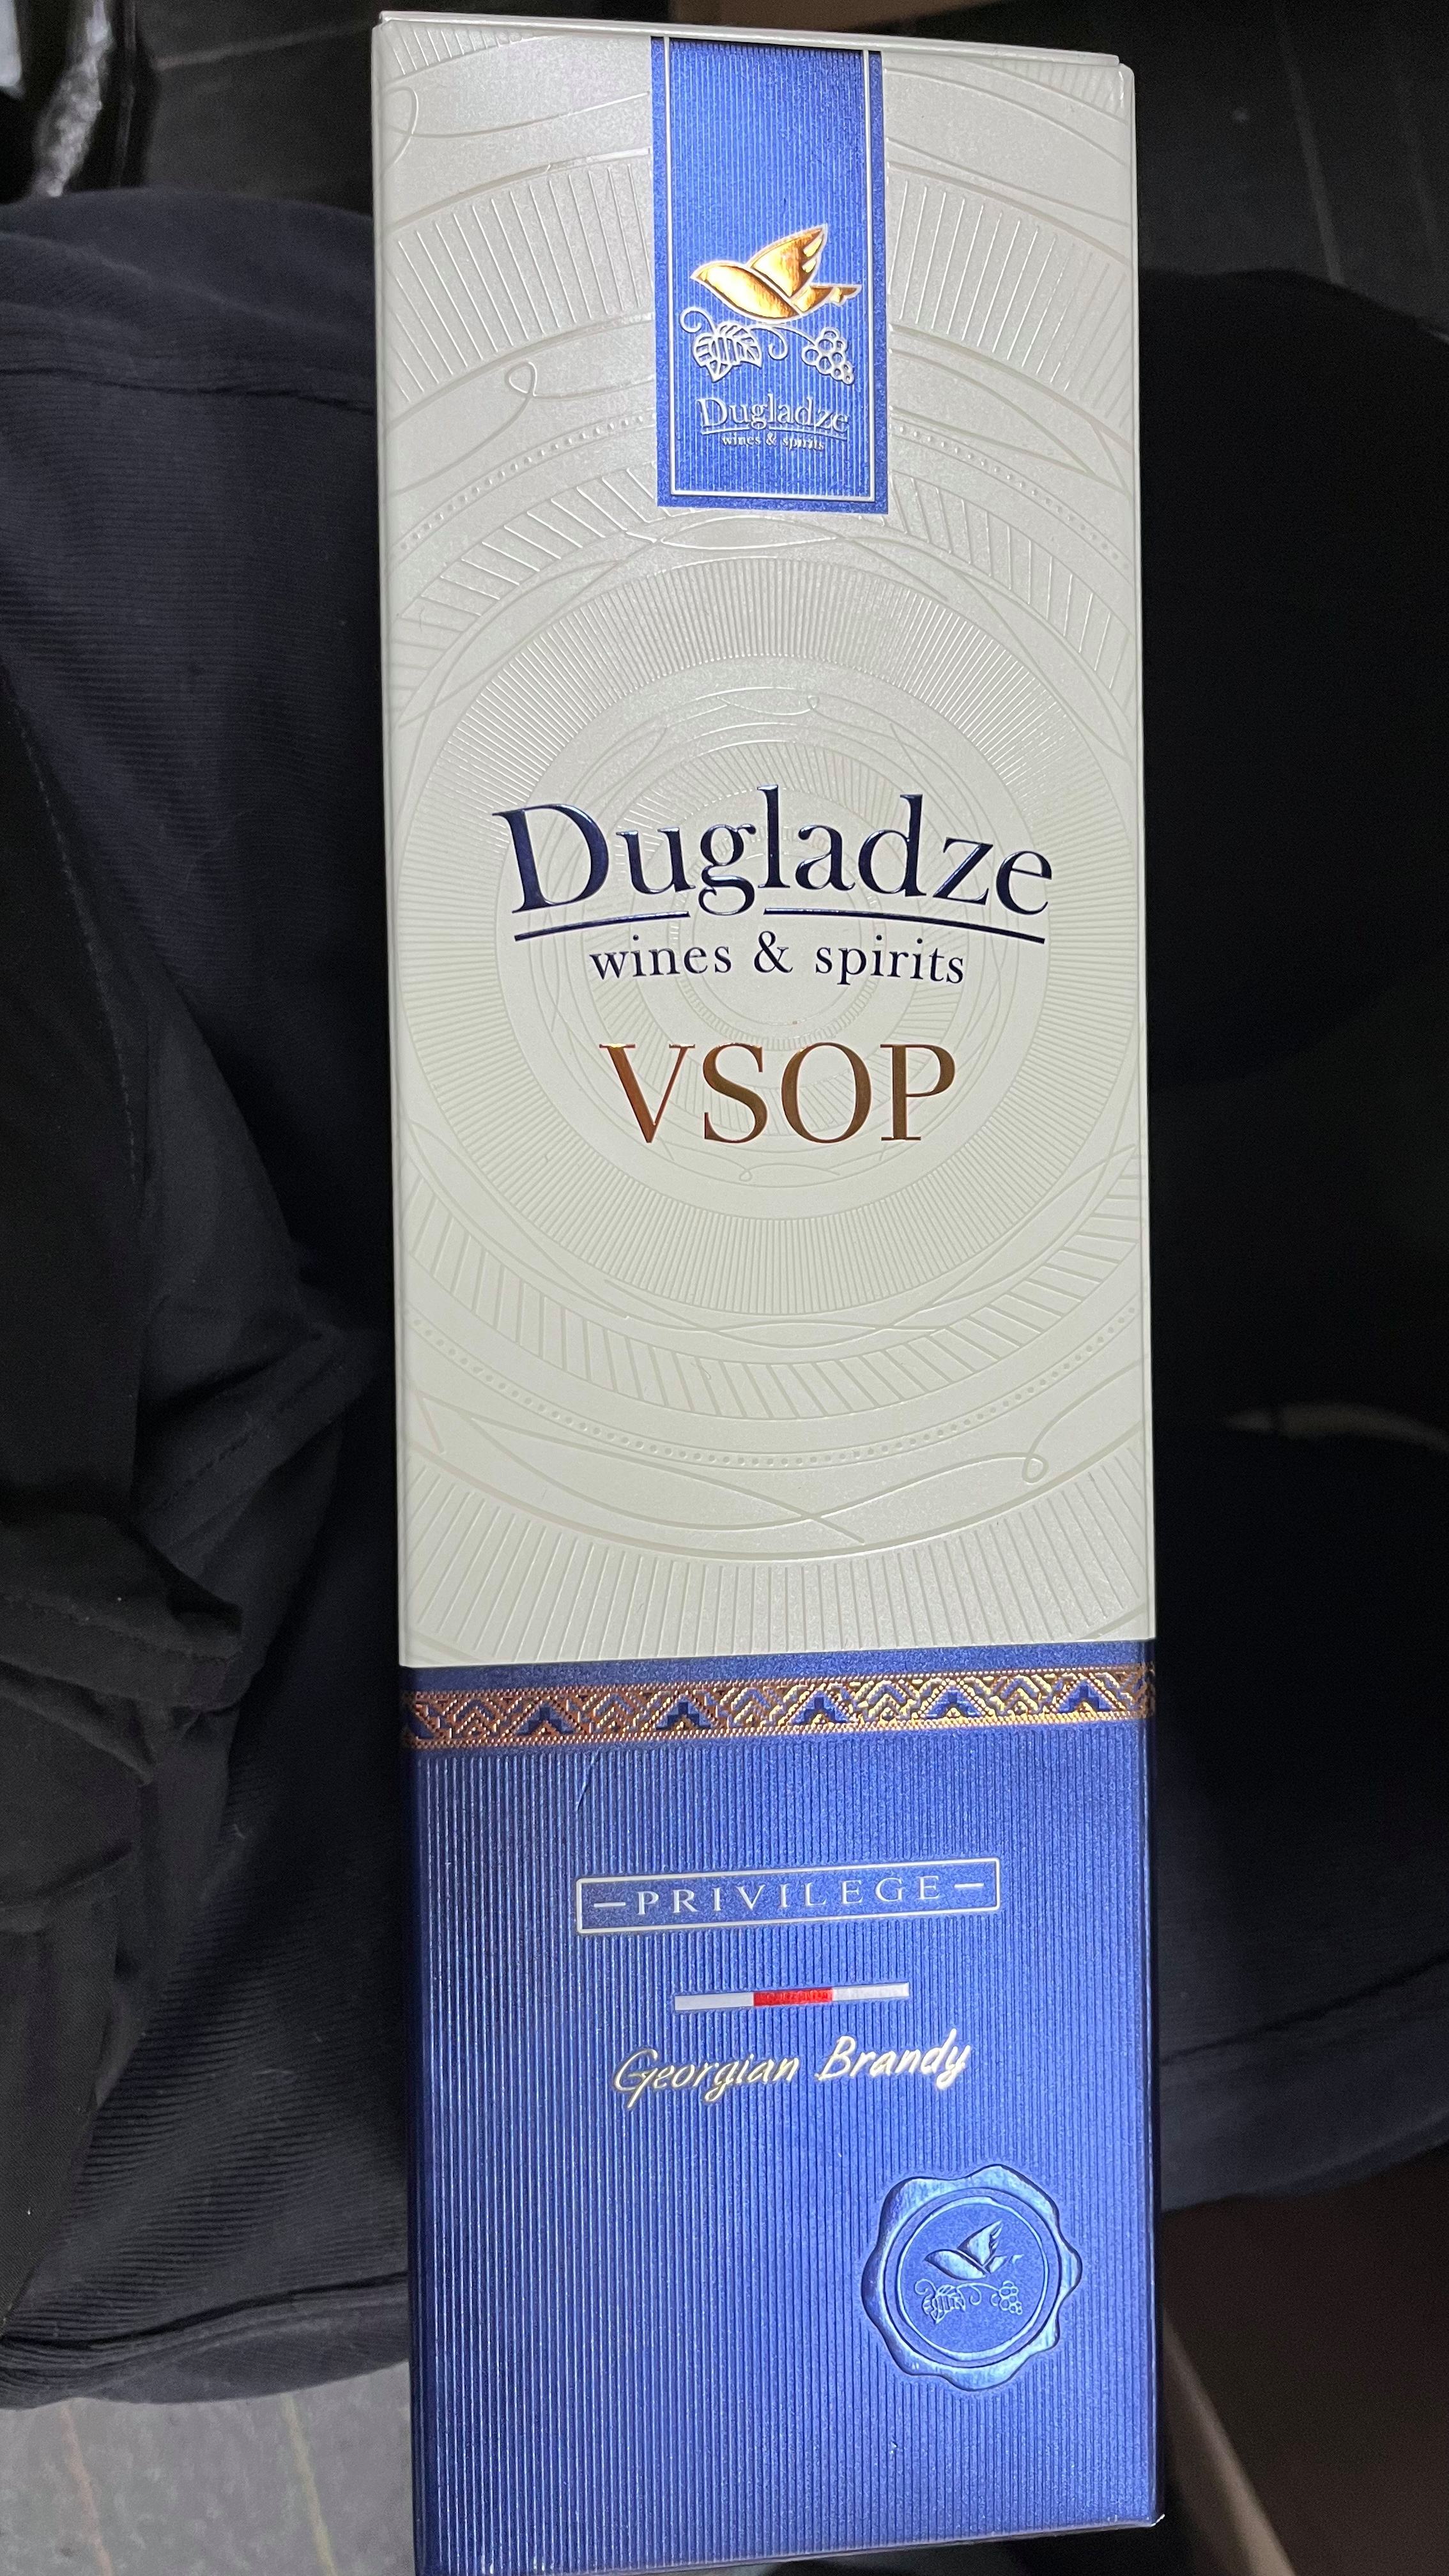 Dugladze
wines & spirits
Dugladze
wines & spirits
VSOP
PRIVILEGE
Georgian Brandy